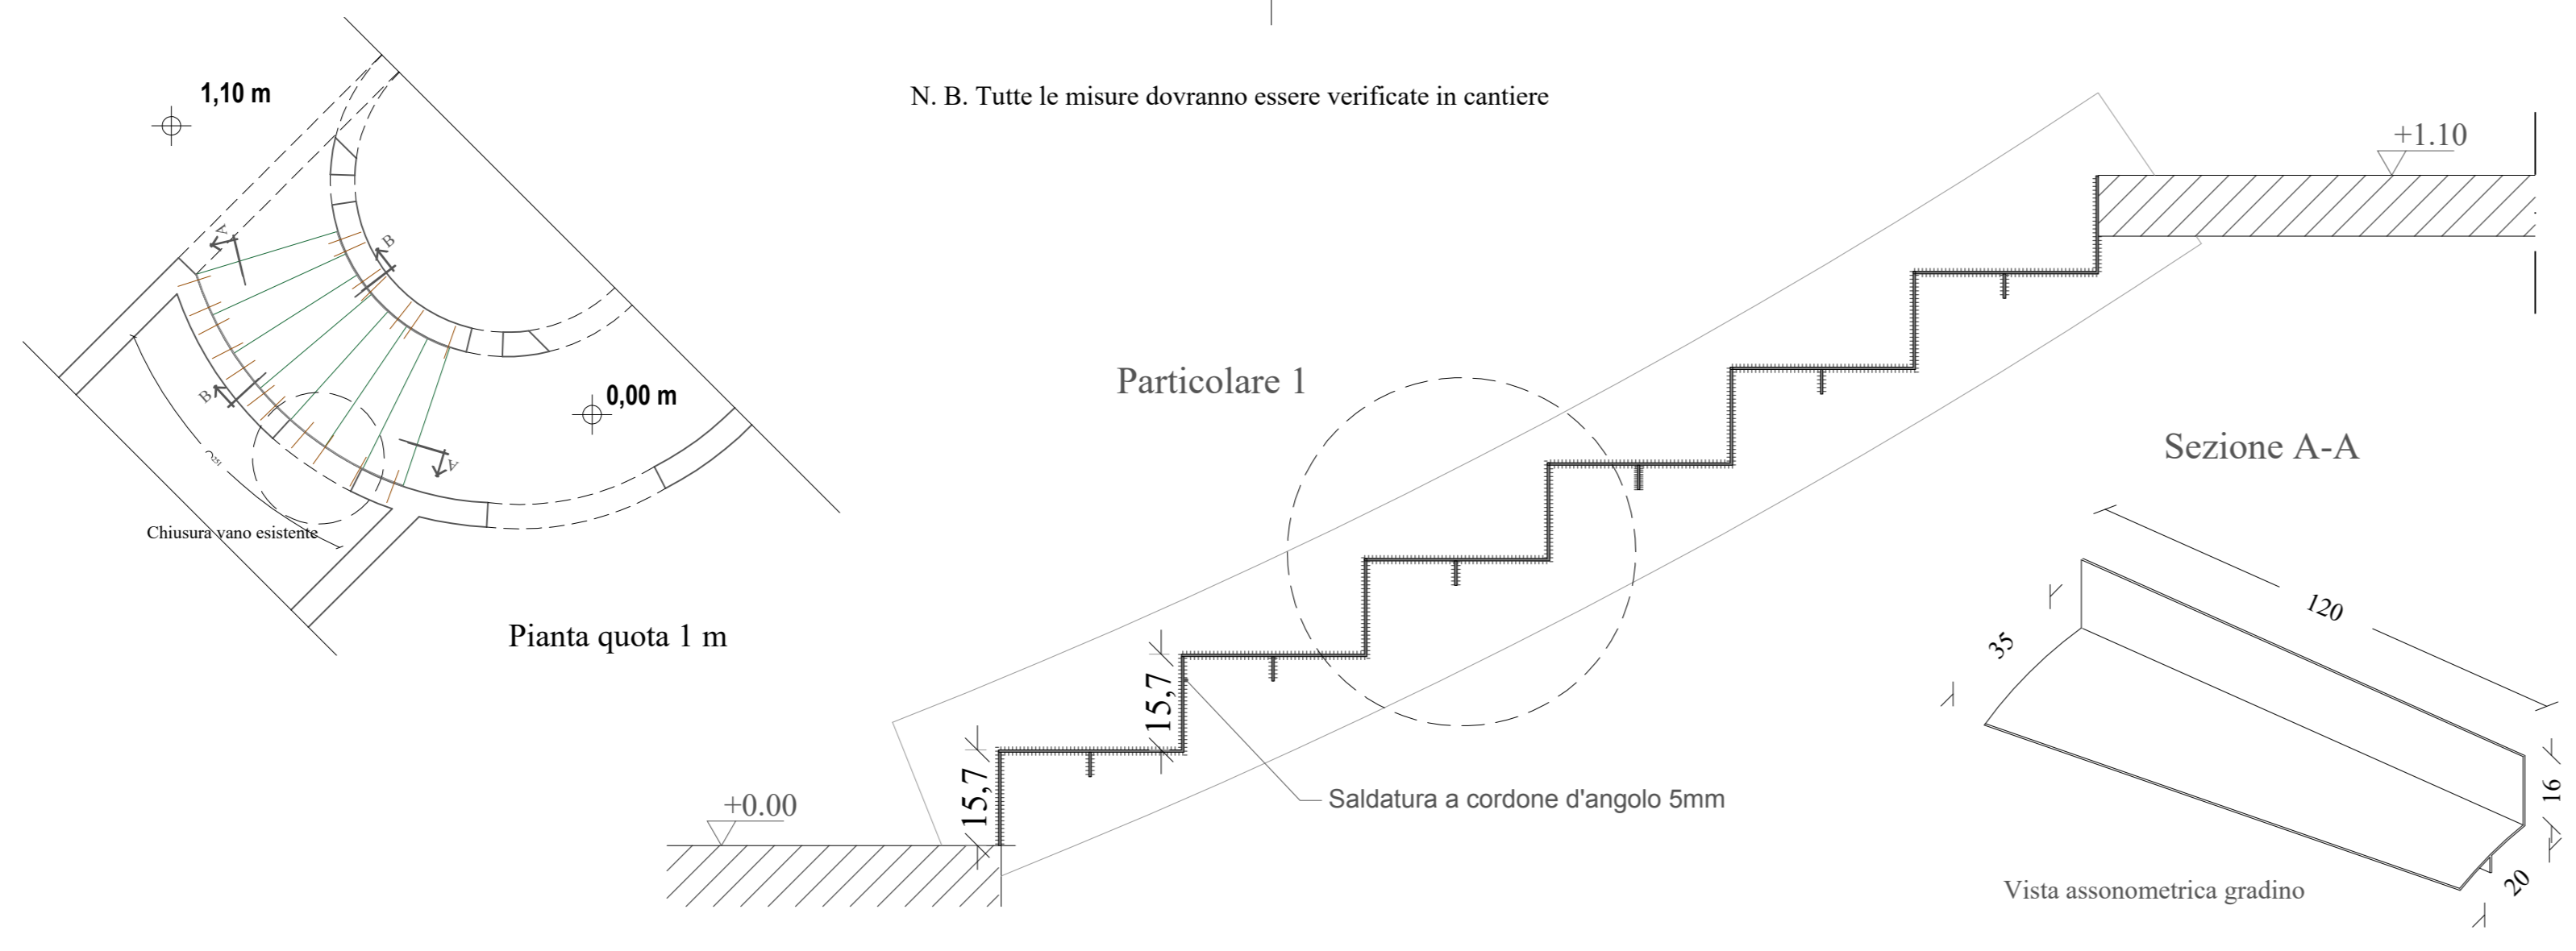 1,10 m
N. B. Tutte le misure dovranno essere verificate in cantiere
+1.10
A
B
Particolare 1
B
0,00 m
A
Sezione A-A
Chiusura vano esistente
120
35
Pianta quota 1 m
15,7
15,7
Saldatura a cordone d'angolo 5mm
+0.00
16
20
Vista assonometrica gradino